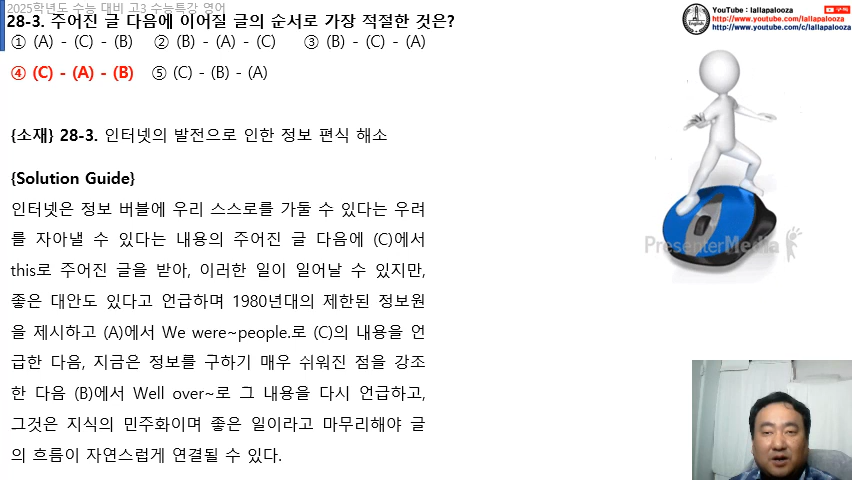 2025학년도 수능 대비 고3 수능특강 영어
28-3. 주어진 글 다음에 이어질 글의 순서로 가장 적절한 것은?
① (A) - (C) - (B) ② (B) - (A) - (C) ③ (B) - (C) - (A)
④ (C) - (A) - (B) ⑤ (C) - (B) - (A)
{소재} 28-3. 인터넷의 발전으로 인한 정보 편식 해소
{Solution Guide}
인터넷은 정보 버블에 우리 스스로를 가둘 수 있다는 우려
를 자아낼 수 있다는 내용의 주어진 글 다음에 (C)에서
this로 주어진 글을 받아, 이러한 일이 일어날 수 있지만,
좋은 대안도 있다고 언급하며 1980년대의 제한된 정보원
을 제시하고 (A)에서 We were~people.로 (C)의 내용을 언
급한 다음, 지금은 정보를 구하기 매우 쉬워진 점을 강조
한 다음 (B)에서 Well over~로 그 내용을 다시 언급하고,
그것은 지식의 민주화이며 좋은 일이라고 마무리해야 글
의 흐름이 자연스럽게 연결될 수 있다.
YouTube : lallapalooza
http://www.youtube.com/lallapalooza
http://www.youtube.com/c/lallapalooza
구독
English
PresenterMedia